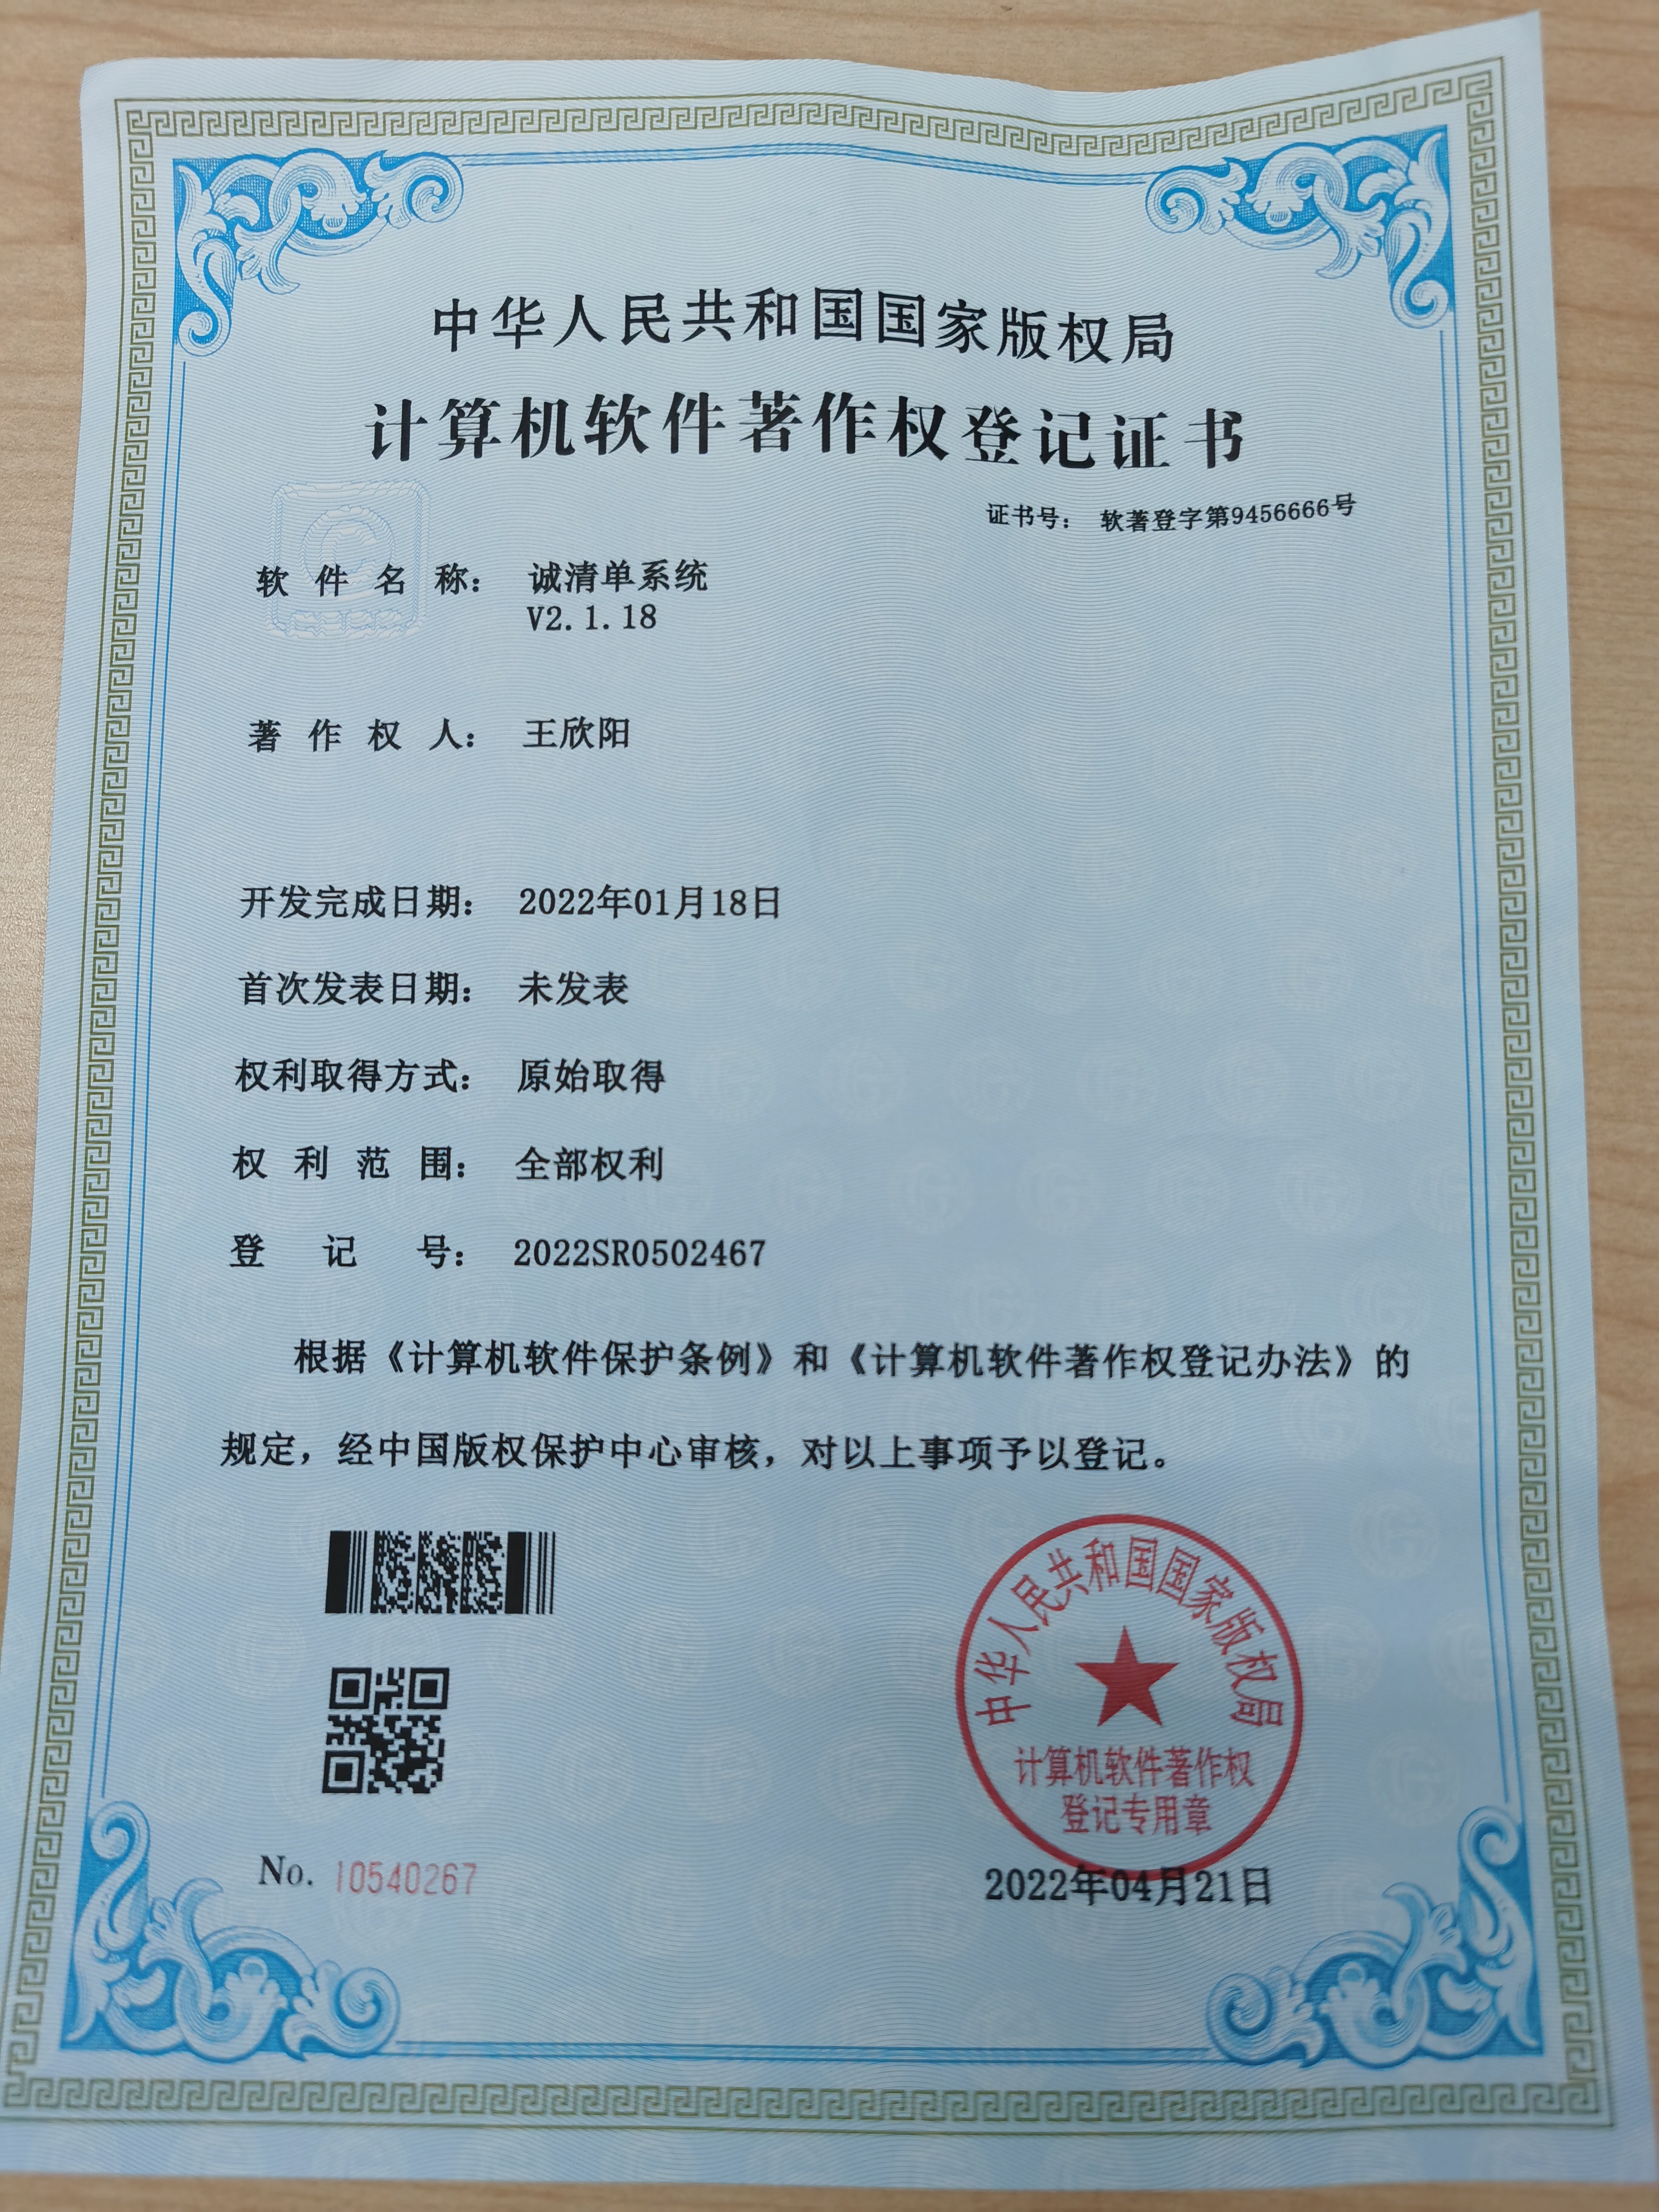 中华人民共和国国家版权局
计算机软件著作权登记证书
证书号： 软著登字第9456666号
软件名称： 诚清单系统
V2.1.18
著作权人： 王欣阳
开发完成日期： 2022年01月18日
首次发表日期： 未发表
权利取得方式： 原始取得
权利范围： 全部权利
登记号： 2022SR0502467
根据《计算机软件保护条例》和《计算机软件著作权登记办法》的
规定，经中国版权保护中心审核，对以上事项予以登记。
中华人民共和国国家版权局
计算机软件著作权
登记专用章
No. 10540267
2022年04月21日